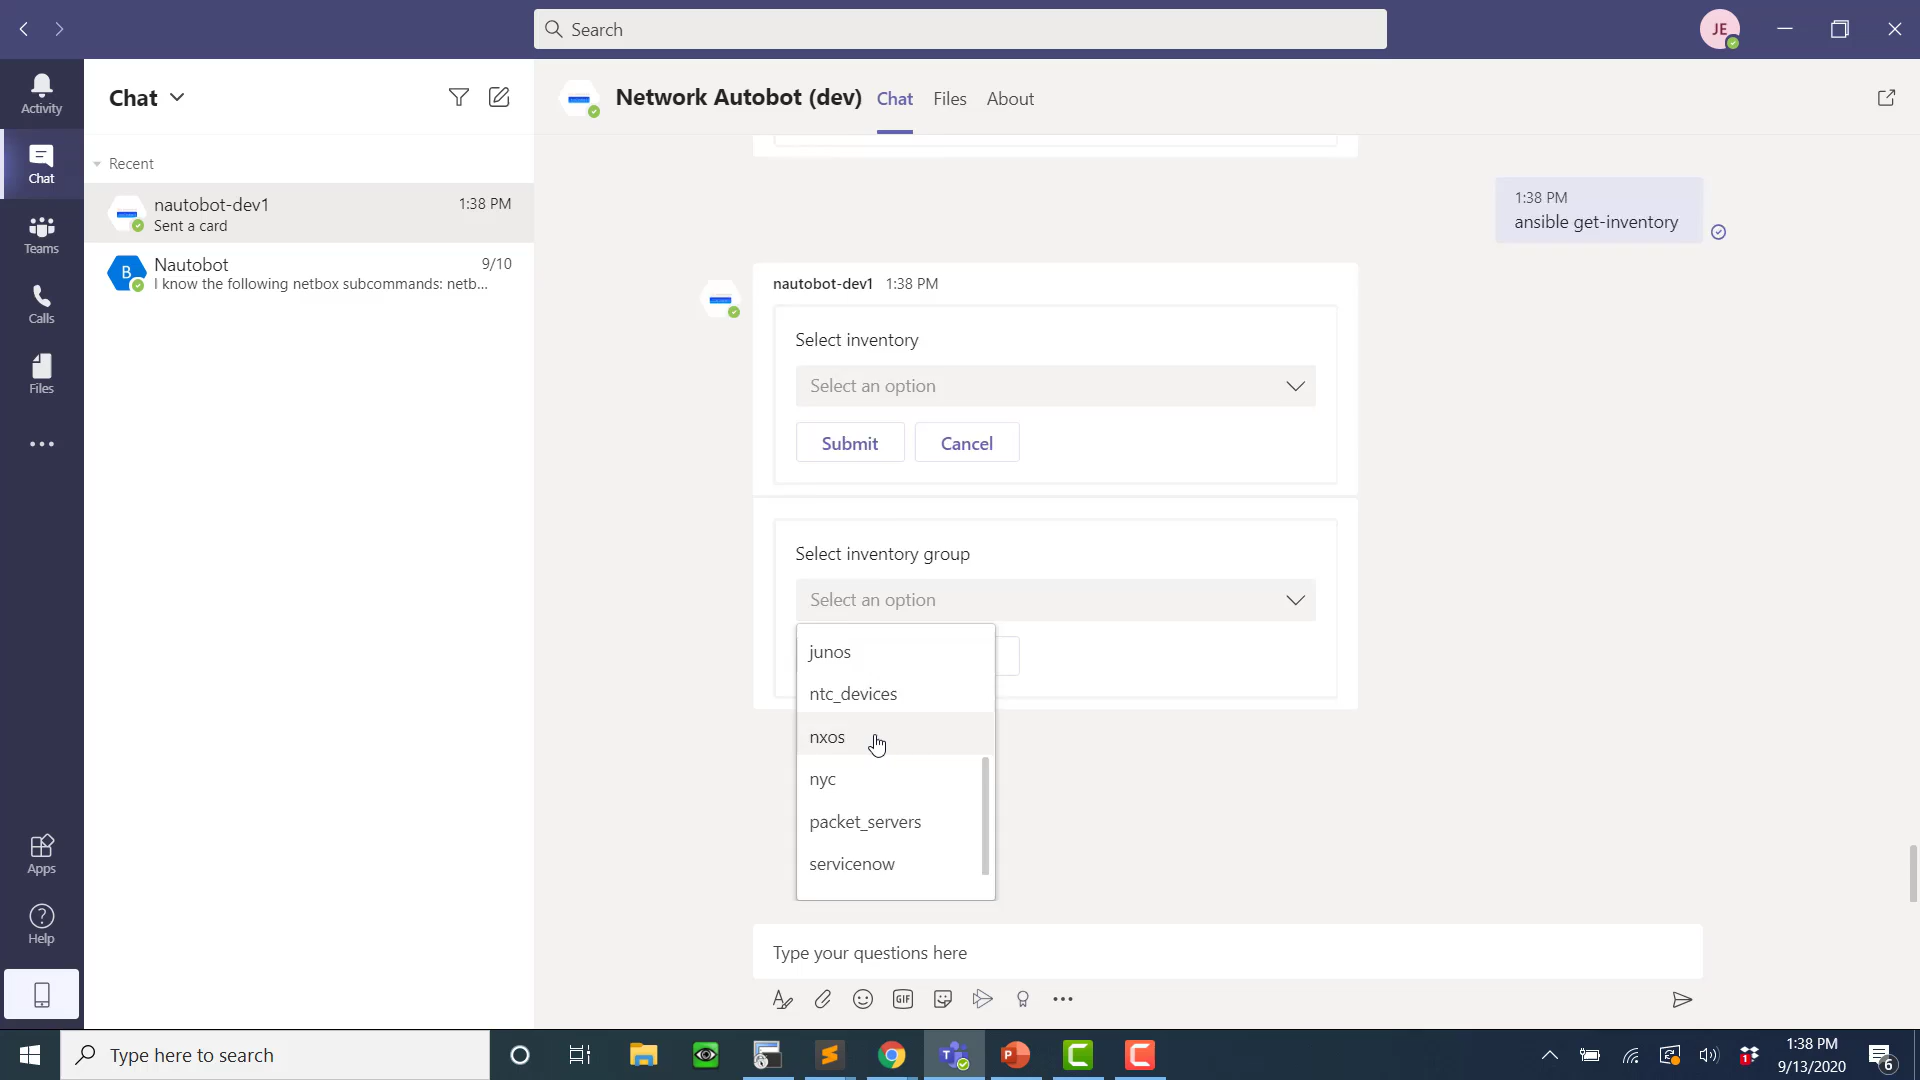 Search
JE
Activity
Chat
Teams
Calls
Files
Apps
Help
Chat
Recent
nautobot-dev1 1:38 PM
Sent a card
B
Nautobot 9/10
I know the following netbox subcommands: netb...
Network Autobot (dev) Chat Files About
1:38 PM
ansible get-inventory
nautobot-dev1 1:38 PM
Select inventory
Select an option
Submit Cancel
Select inventory group
Select an option
junos
ntc_devices
nxos
nyc
packet_servers
servicenow
Type your questions here
GIF
Type here to search
1:38 PM
9/13/2020
1
6